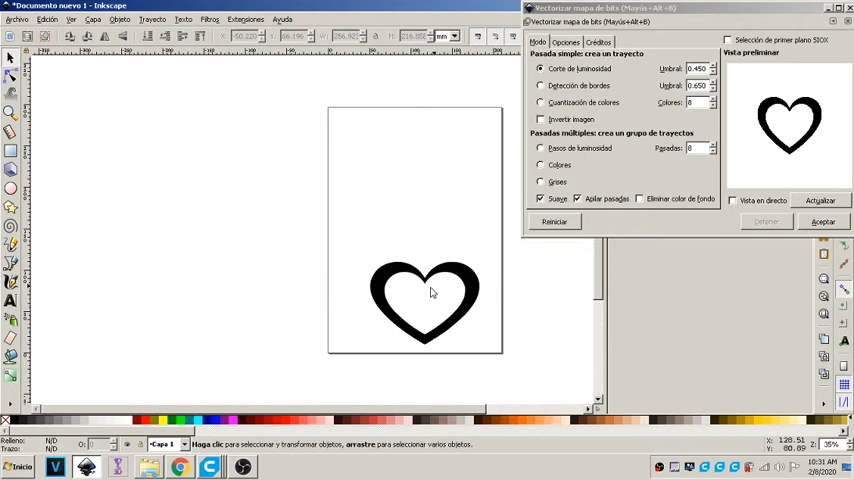 *Documento nuevo 1 - Inkscape
Archivo Edición Ver Capa Objeto Trayecto Texto Filtros Extensiones Ayuda
X: -50.220 Y: 66.196 mm
Vectorizar mapa de bits (Mayús+Alt +B)
Vectorizar mapa de bits (Mayús+Alt+B)
Modo Opciones Créditos
Selección de primer plano SIOX
Pasada simple: crea un trayecto
Vista preliminar
Corte de luminosidad Umbral: 0.450
Detección de bordes Umbral: 0.650
Cuantización de colores Colores: 8
Invertir imagen
Pasadas múltiples: crea un grupo de trayectos
Pasos de luminosidad Pasadas: 8
Colores
Grises
Suave Apilar pasadas Eliminar color de fondo
Vista en directo Actualizar
Reiniciar Detener Aceptar
Relleno: N/D
Trazo: N/D
O: 0
Capa 1
Haga clic para seleccionar y transformar objetos, arrastre para seleccionar varios objetos.
X: 128.51
Y: 80.89
Z: 35%
Inicio
10:31 AM
2/8/2020